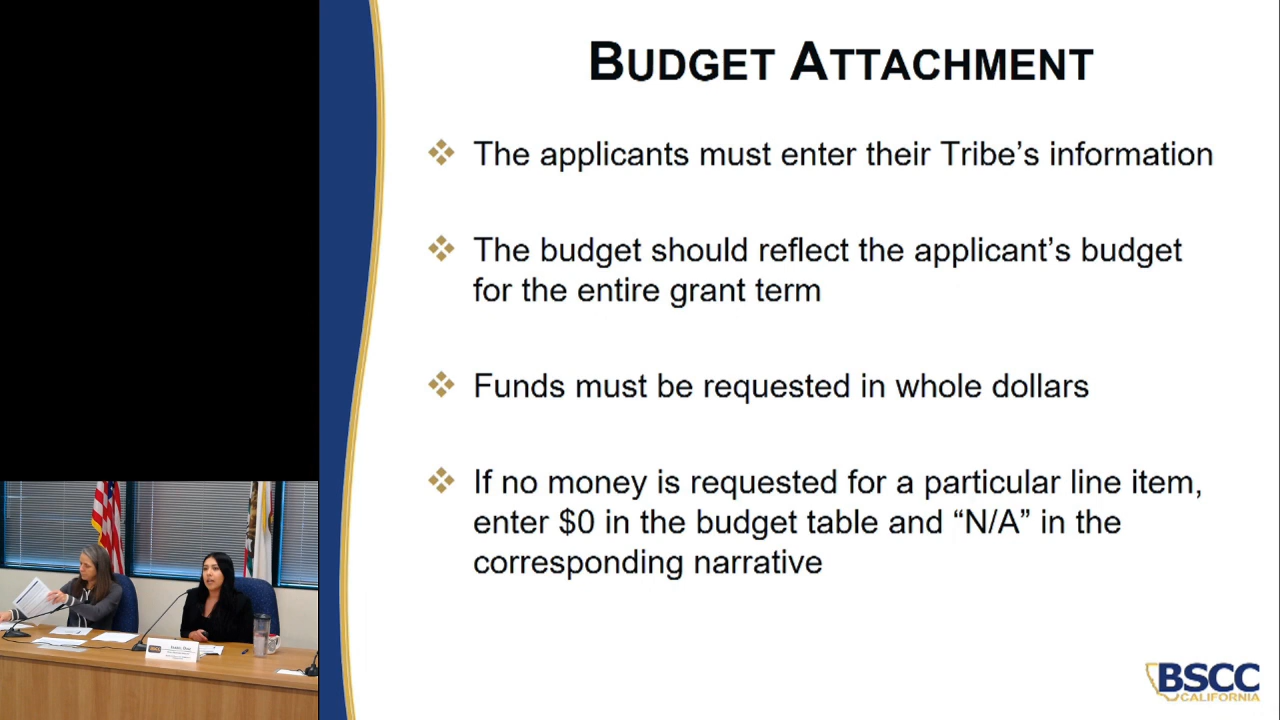 BUDGET ATTACHMENT
The applicants must enter their Tribe's information
The budget should reflect the applicant's budget
for the entire grant term
Funds must be requested in whole dollars
If no money is requested for a particular line item,
enter $0 in the budget table and “N/A” in the
corresponding narrative
BSCC
CALIFORNIA